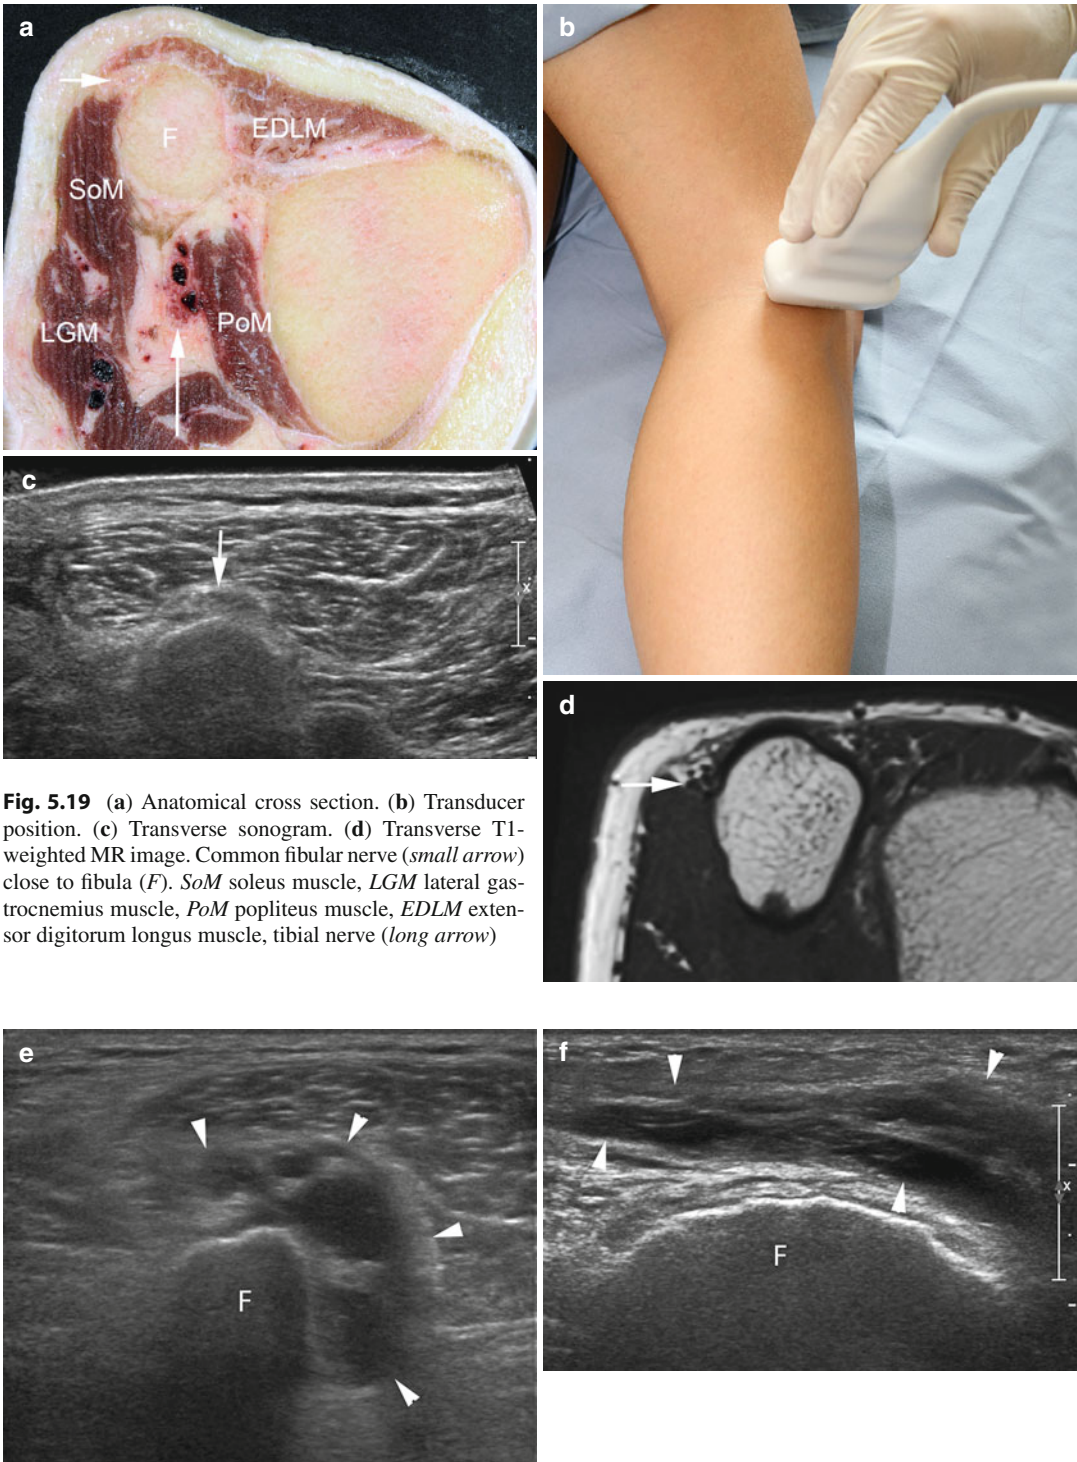 a
F
EDLM
SoM
LGM
PoM
b
c
x
d
Fig. 5.19 (a) Anatomical cross section. (b) Transducer
position. (c) Transverse sonogram. (d) Transverse T1-
weighted MR image. Common fibular nerve (small arrow)
close to fibula (F). SoM soleus muscle, LGM lateral gas-
trocnemius muscle, PoM popliteus muscle, EDLM exten-
sor digitorum longus muscle, tibial nerve (long arrow)
e
F
f
x
F